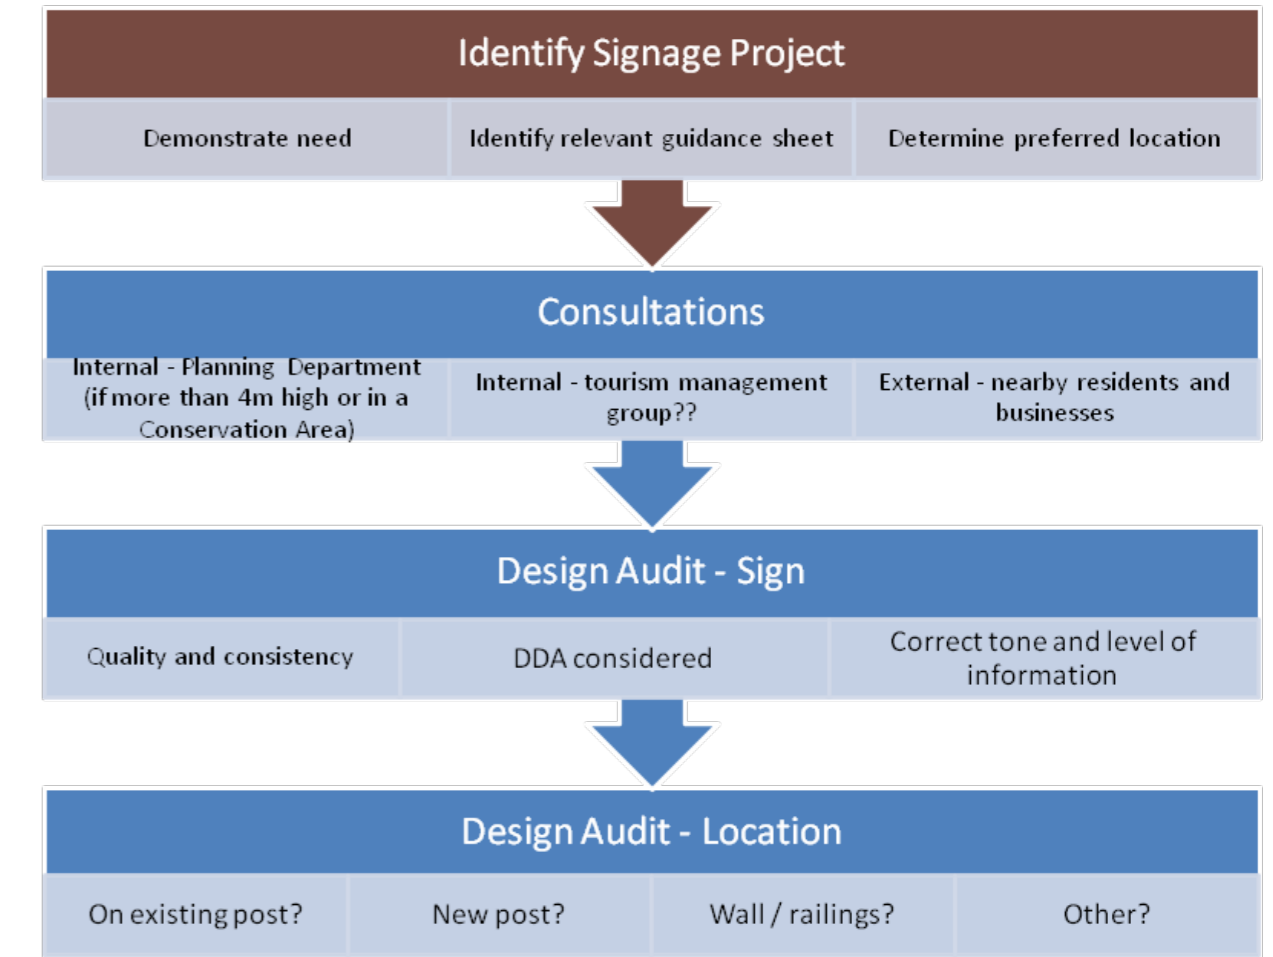 Identify Signage Project
Demonstrate need
Identify relevant guidance sheet
Determine preferred location
Consultations
Internal - Planning Department
(if more than 4m high or in a
Conservation Area)
Internal - tourism management
group??
External - nearby residents and
businesses
Design Audit - Sign
Quality and consistency
DDA considered
Correct tone and level of
information
Design Audit - Location
On existing post?
New post?
Wall / railings?
Other?